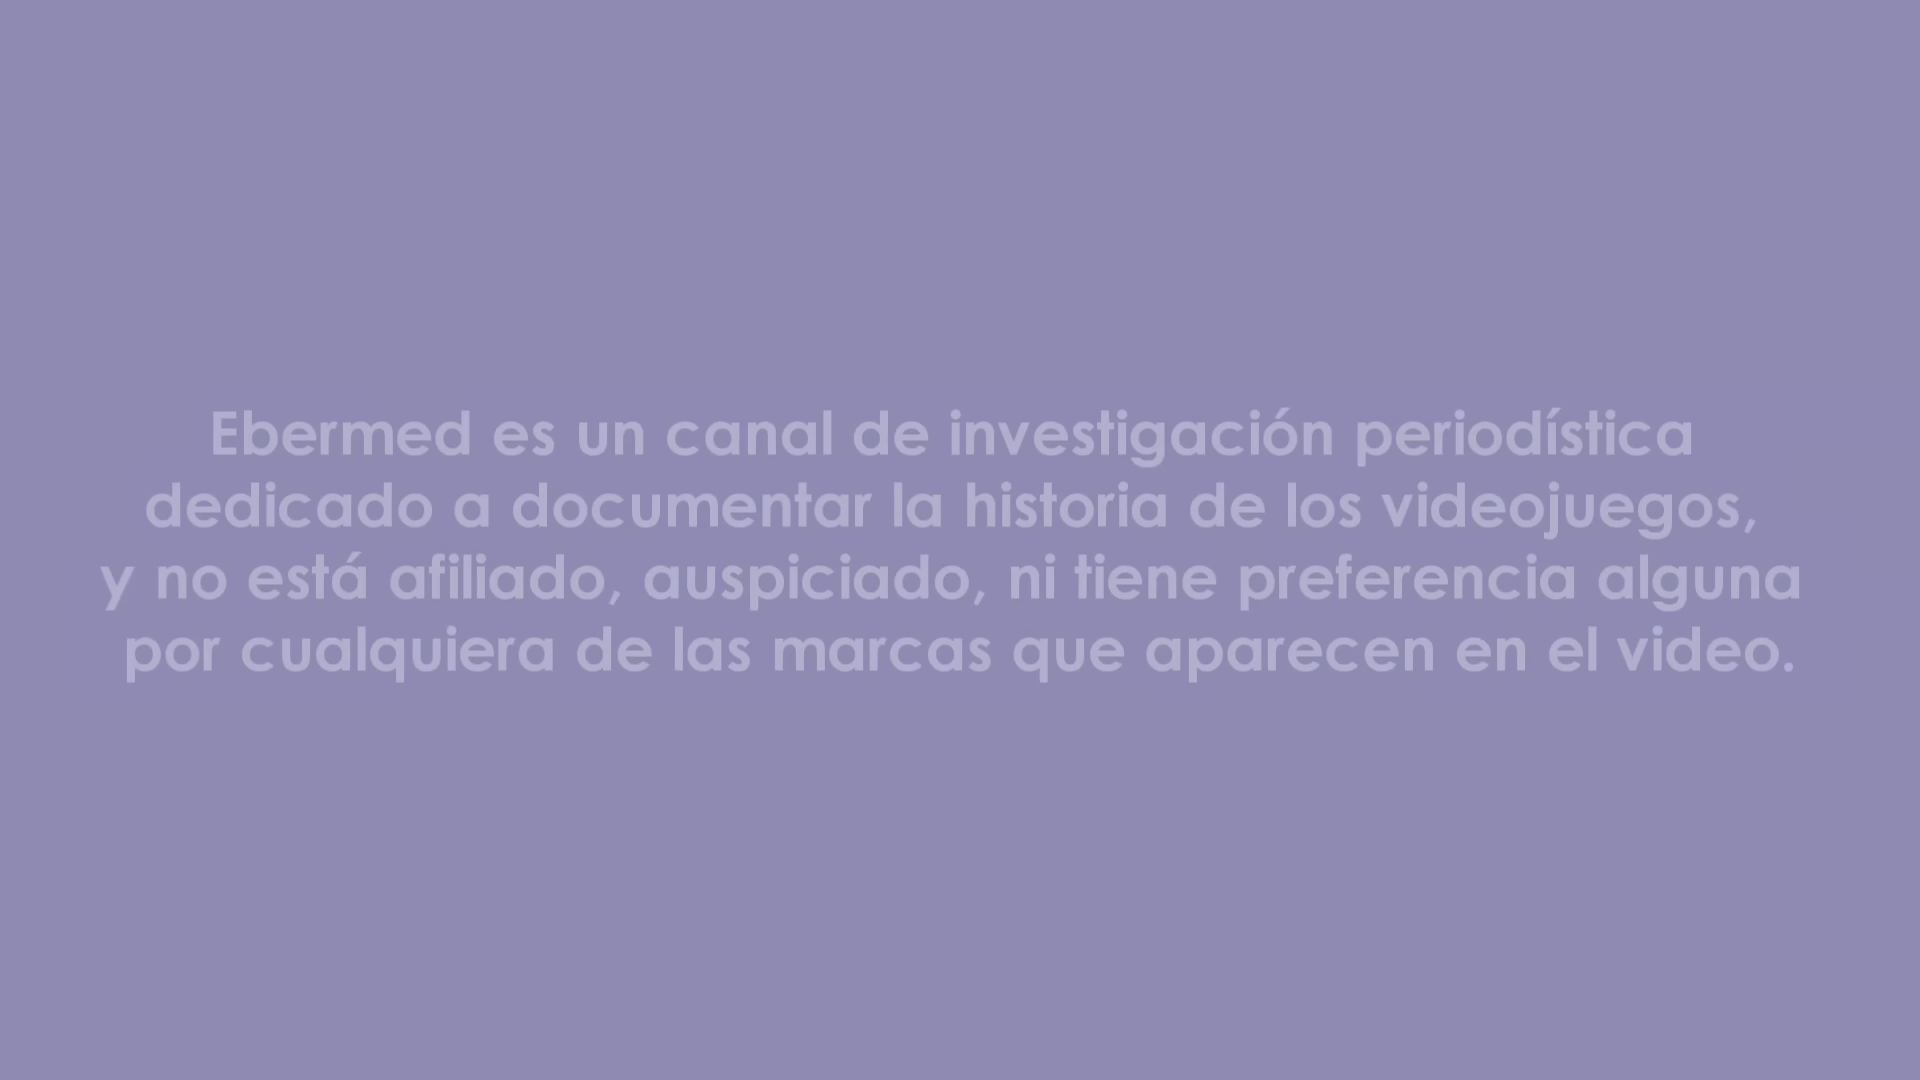 Ebermed es un canal de investigación periodística
dedicado a documentar la historia de los videojuegos,
y no está afiliado, auspiciado, ni tiene preferencia alguna
por cualquiera de las marcas que aparecen en el video.